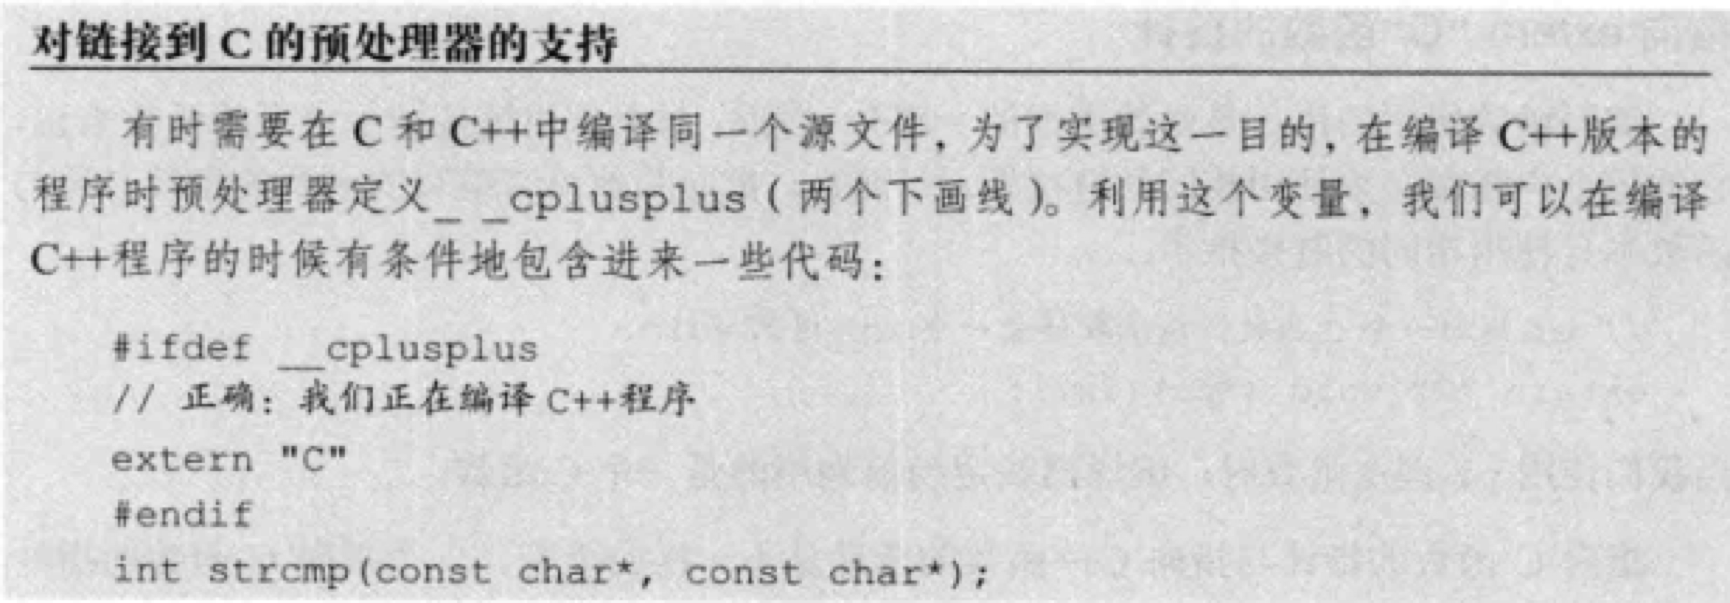 对链接到 C 的预处理器的支持
有时需要在 C 和 C++中编译同一个源文件，为了实现这一目的，在编译 C++版本的
程序时预处理器定义_ _cplusplus（两个下画线）。利用这个变量，我们可以在编译
C++程序的时候有条件地包含进来一些代码：
#ifdef __cplusplus
// 正确：我们正在编译 C++程序
extern "C"
#endif
int strcmp(const char*, const char*);